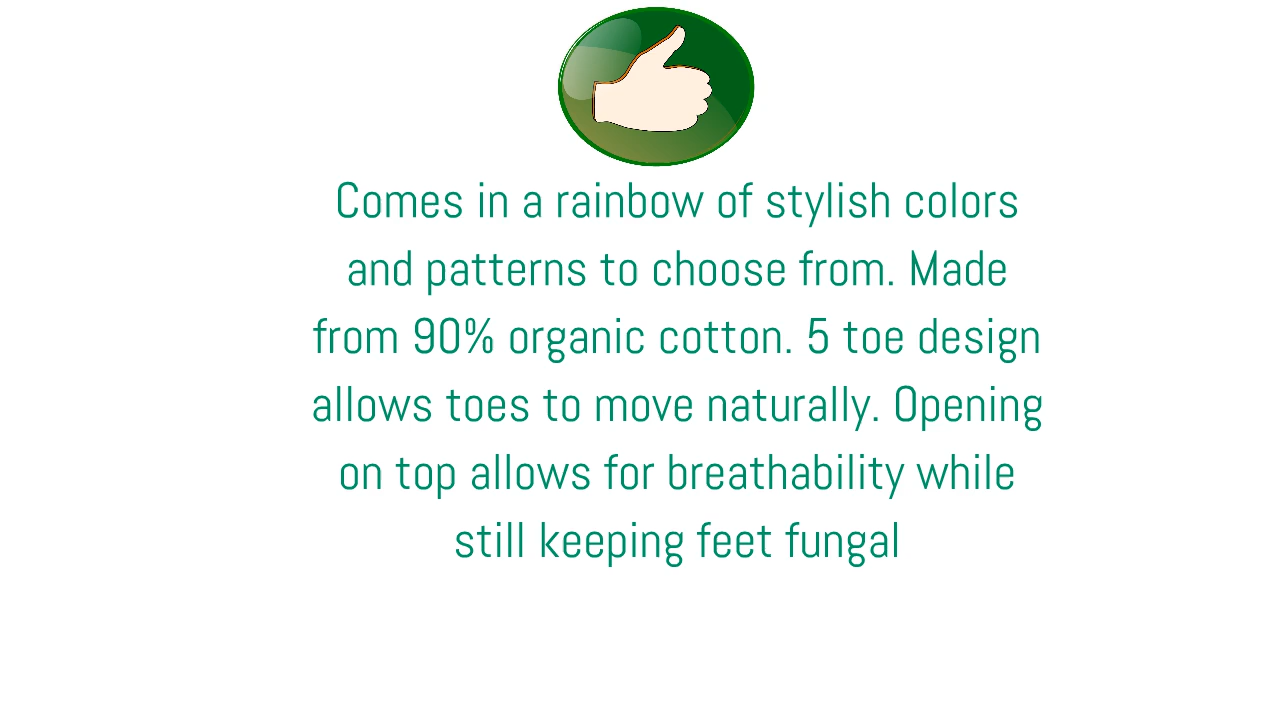 Comes in a rainbow of stylish colors
and patterns to choose from. Made
from 90% organic cotton. 5 toe design
allows toes to move naturally. Opening
on top allows for breathability while
still keeping feet fungal